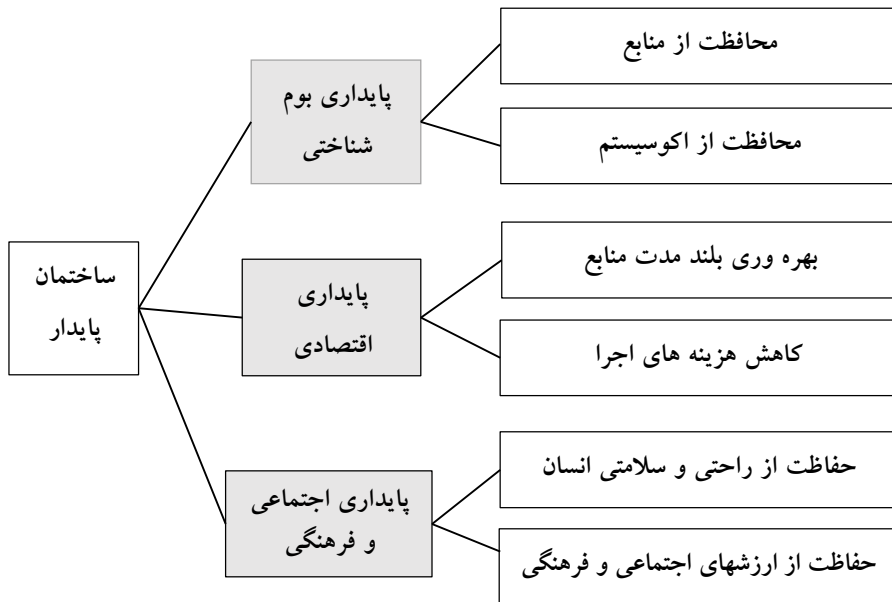 ساختمان
پایدار
پایداری بوم
شناختی
محافظت از منابع
محافظت از اکوسیستم
پایداری
اقتصادی
بهره وری بلند مدت منابع
کاهش هزینه های اجرا
پایداری اجتماعی
و فرهنگی
حفاظت از راحتی و سلامتی انسان
حفاظت از ارزشهای اجتماعی و فرهنگی